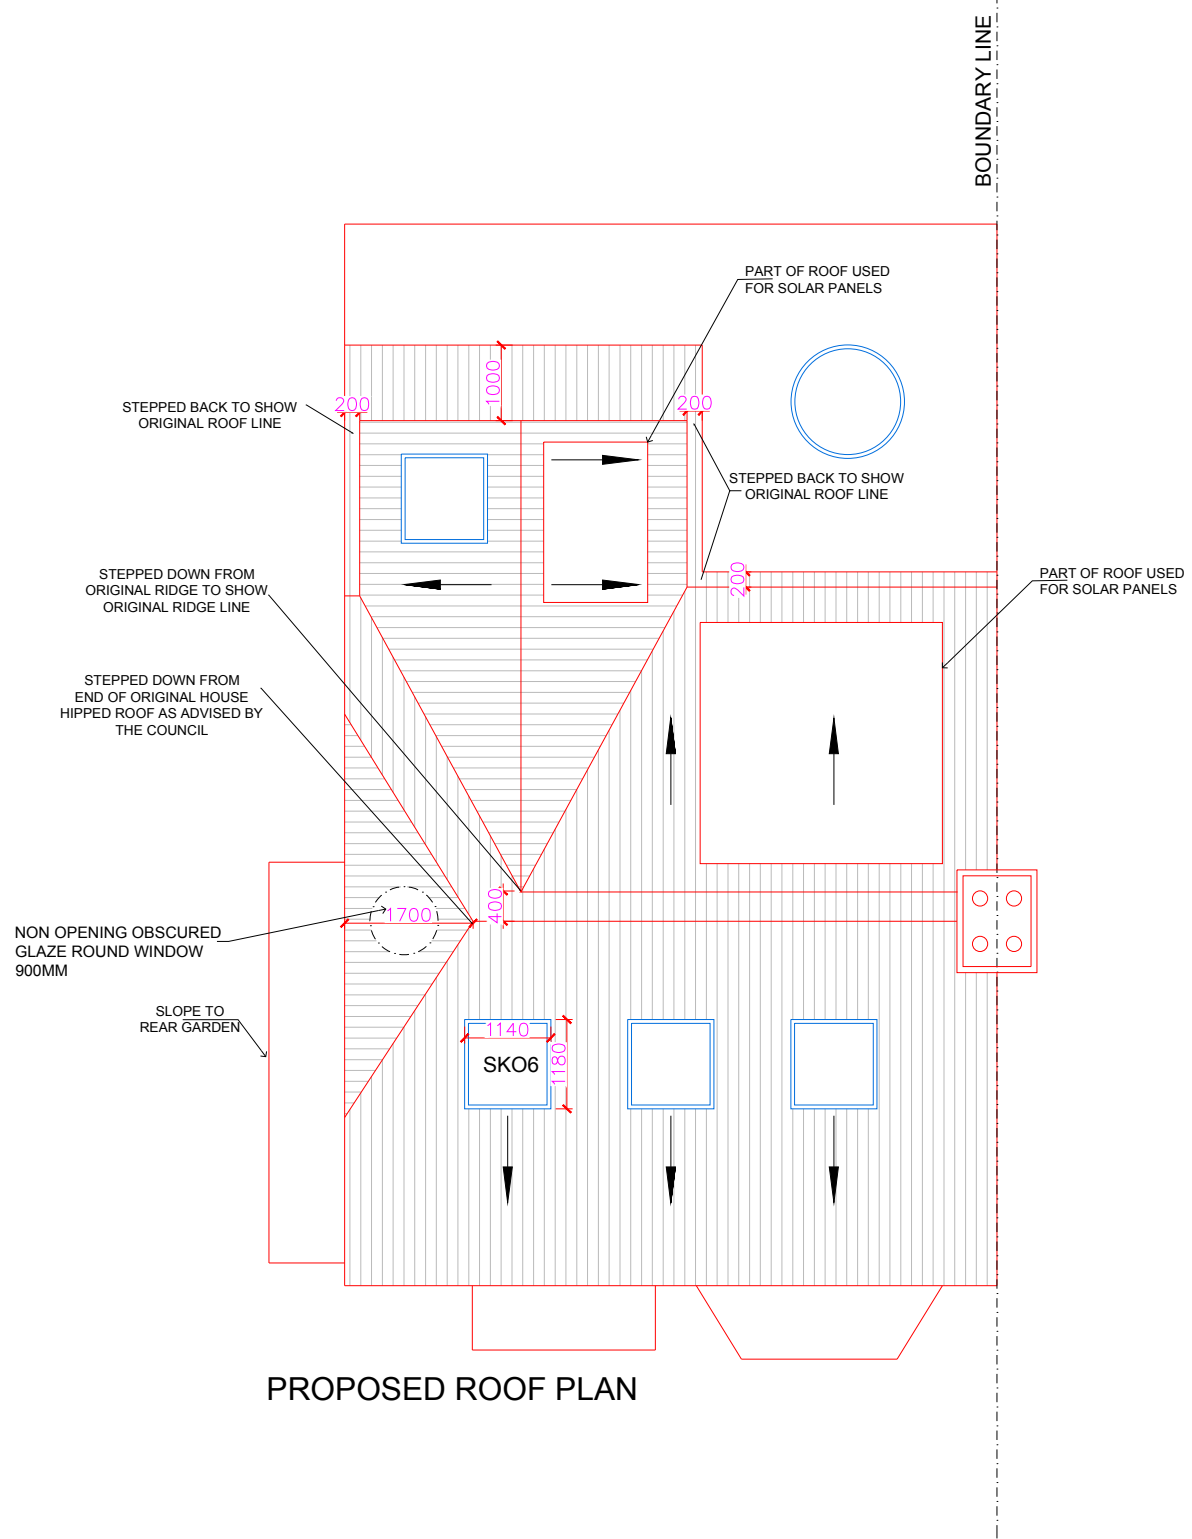 BOUNDARY LINE
PART OF ROOF USED
FOR SOLAR PANELS
1000
200
200
STEPPED BACK TO SHOW
ORIGINAL ROOF LINE
STEPPED BACK TO SHOW
ORIGINAL ROOF LINE
STEPPED DOWN FROM
ORIGINAL RIDGE TO SHOW
ORIGINAL RIDGE LINE
200
PART OF ROOF USED
FOR SOLAR PANELS
STEPPED DOWN FROM
END OF ORIGINAL HOUSE
HIPPED ROOF AS ADVISED BY
THE COUNCIL
400
1700
NON OPENING OBSCURED
GLAZE ROUND WINDOW
900MM
SLOPE TO
REAR GARDEN
1140
1180
SKO6
PROPOSED ROOF PLAN